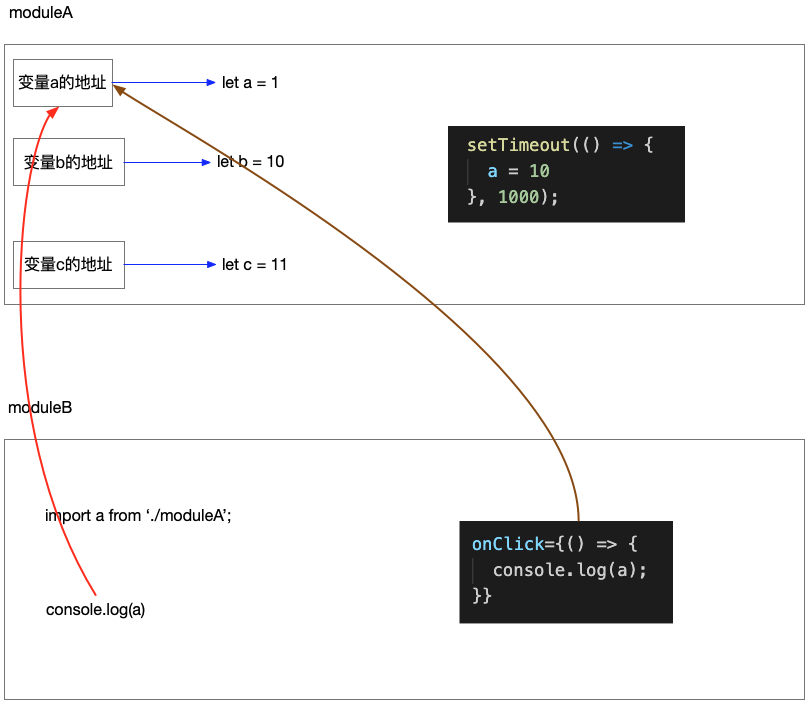 moduleA
变量a的地址
let a = 1
变量b的地址
let b = 10
变量c的地址
let c = 11
setTimeout(() => {
a = 10
}, 1000);
moduleB
import a from ‘./moduleA’;
console.log(a)
onClick={() => {
console.log(a);
}}